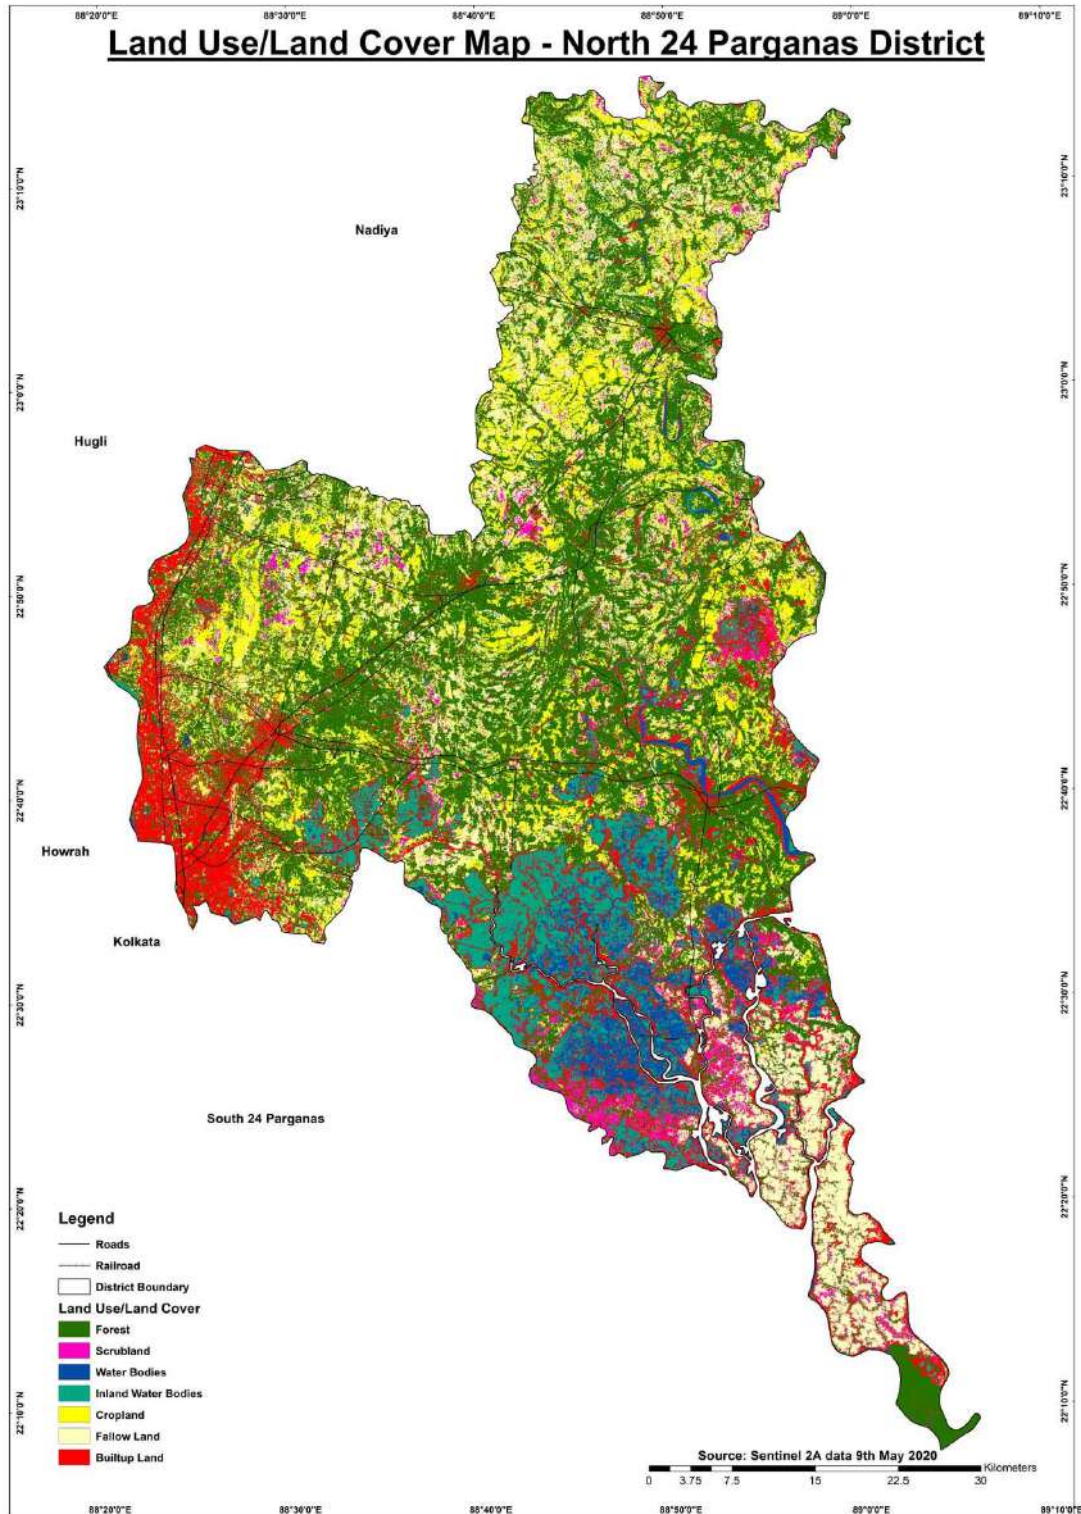 88°20'0"E 88°30'0"E 88°40'0"E 88°50'0"E 89°0'0"E 89°10'0"E
Land Use/Land Cover Map - North 24 Parganas District
23°10'0"N 23°10'0"N
Nadiya
23°0'0"N 23°0'0"N
Hugli
22°50'0"N 22°50'0"N
22°40'0"N 22°40'0"N
Howrah
Kolkata
22°30'0"N 22°30'0"N
South 24 Parganas
22°20'0"N 22°20'0"N
Legend
Roads
Railroad
District Boundary
Land Use/Land Cover
Forest
Scrubland
Water Bodies
Inland Water Bodies
Cropland
Fallow Land
Builtup Land
22°10'0"N 22°10'0"N
Source: Sentinel 2A data 9th May 2020
Kilometers
0 3.75 7.5 15 22.5 30
88°20'0"E 88°30'0"E 88°40'0"E 88°50'0"E 89°0'0"E 89°10'0"E